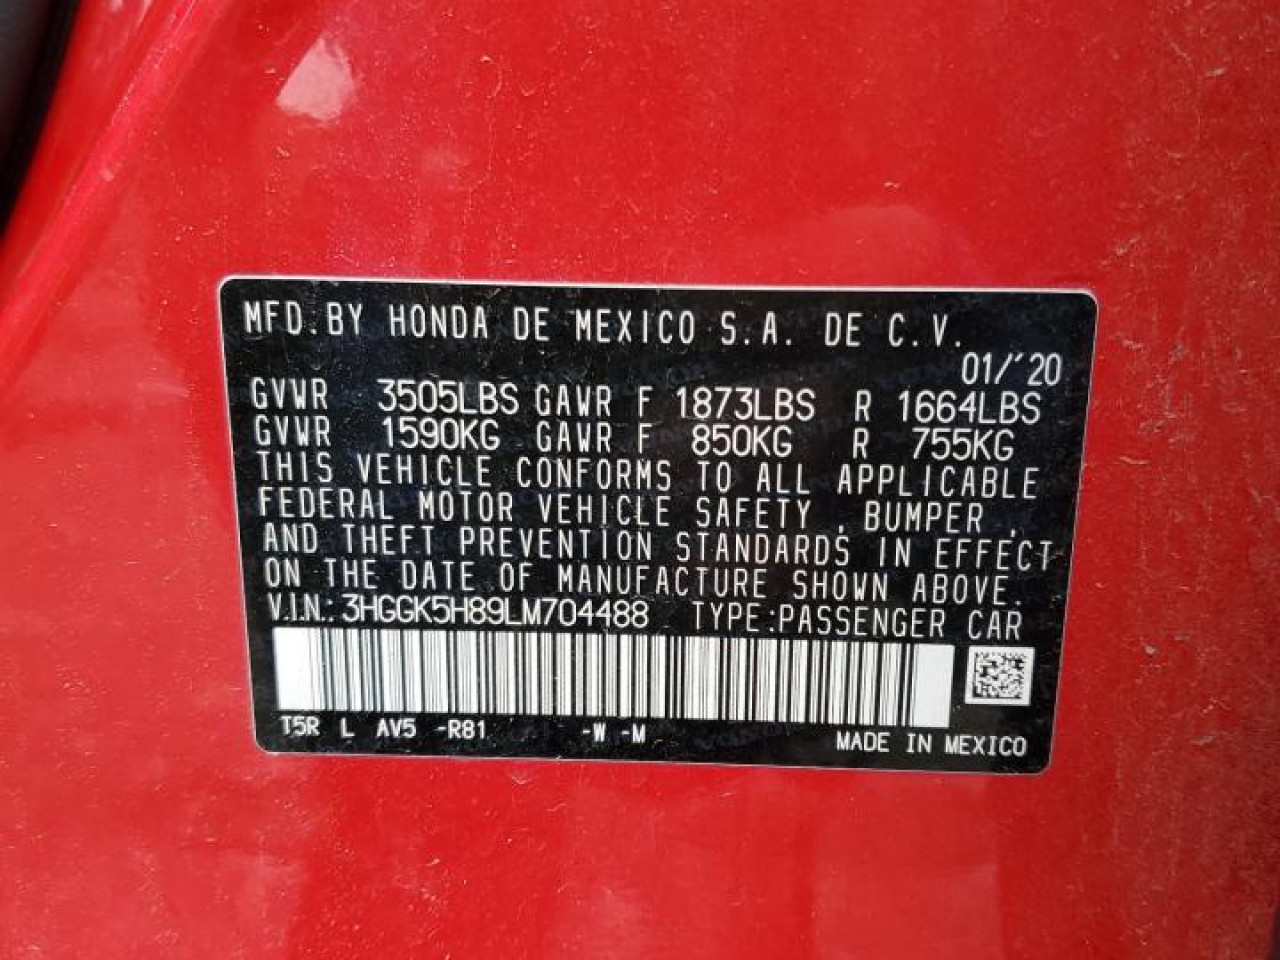 MFD. BY HONDA DE MEXICO S.A. DE C.V.
01/'20
GVWR 3505LBS GAWR F 1873LBS R 1664LBS
GVWR 1590KG GAWR F 850KG R 755KG
THIS VEHICLE CONFORMS TO ALL APPLICABLE
FEDERAL MOTOR VEHICLE SAFETY , BUMPER ,
AND THEFT PREVENTION STANDARDS IN EFFECT
ON THE DATE OF MANUFACTURE SHOWN ABOVE.
V.I.N.: 3HGGK5H89LM704488 TYPE:PASSENGER CAR
T5R L AV5 -R81 -W -M
MADE IN MEXICO